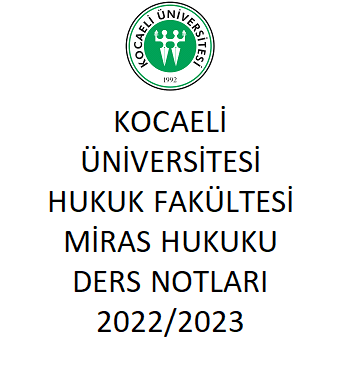 KOCAELİ ÜNİVERSİTESİ
1992
KOCAELİ
ÜNİVERSİTESİ
HUKUK FAKÜLTESİ
MİRAS HUKUKU
DERS NOTLARI
2022/2023